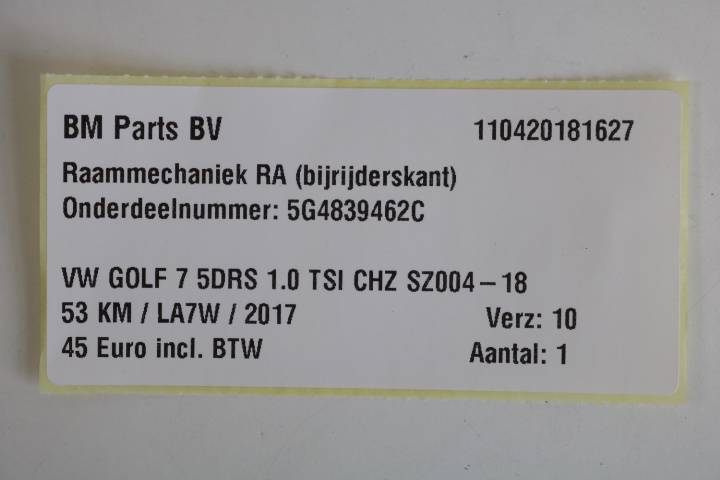 BM Parts BV 110420181627
Raammechaniek RA (bijrijderskant)
Onderdeelnummer: 5G4839462C
VW GOLF 7 5DRS 1.0 TSI CHZ SZ004-18
53 KM / LA7W / 2017 Verz: 10
45 Euro incl. BTW Aantal: 1